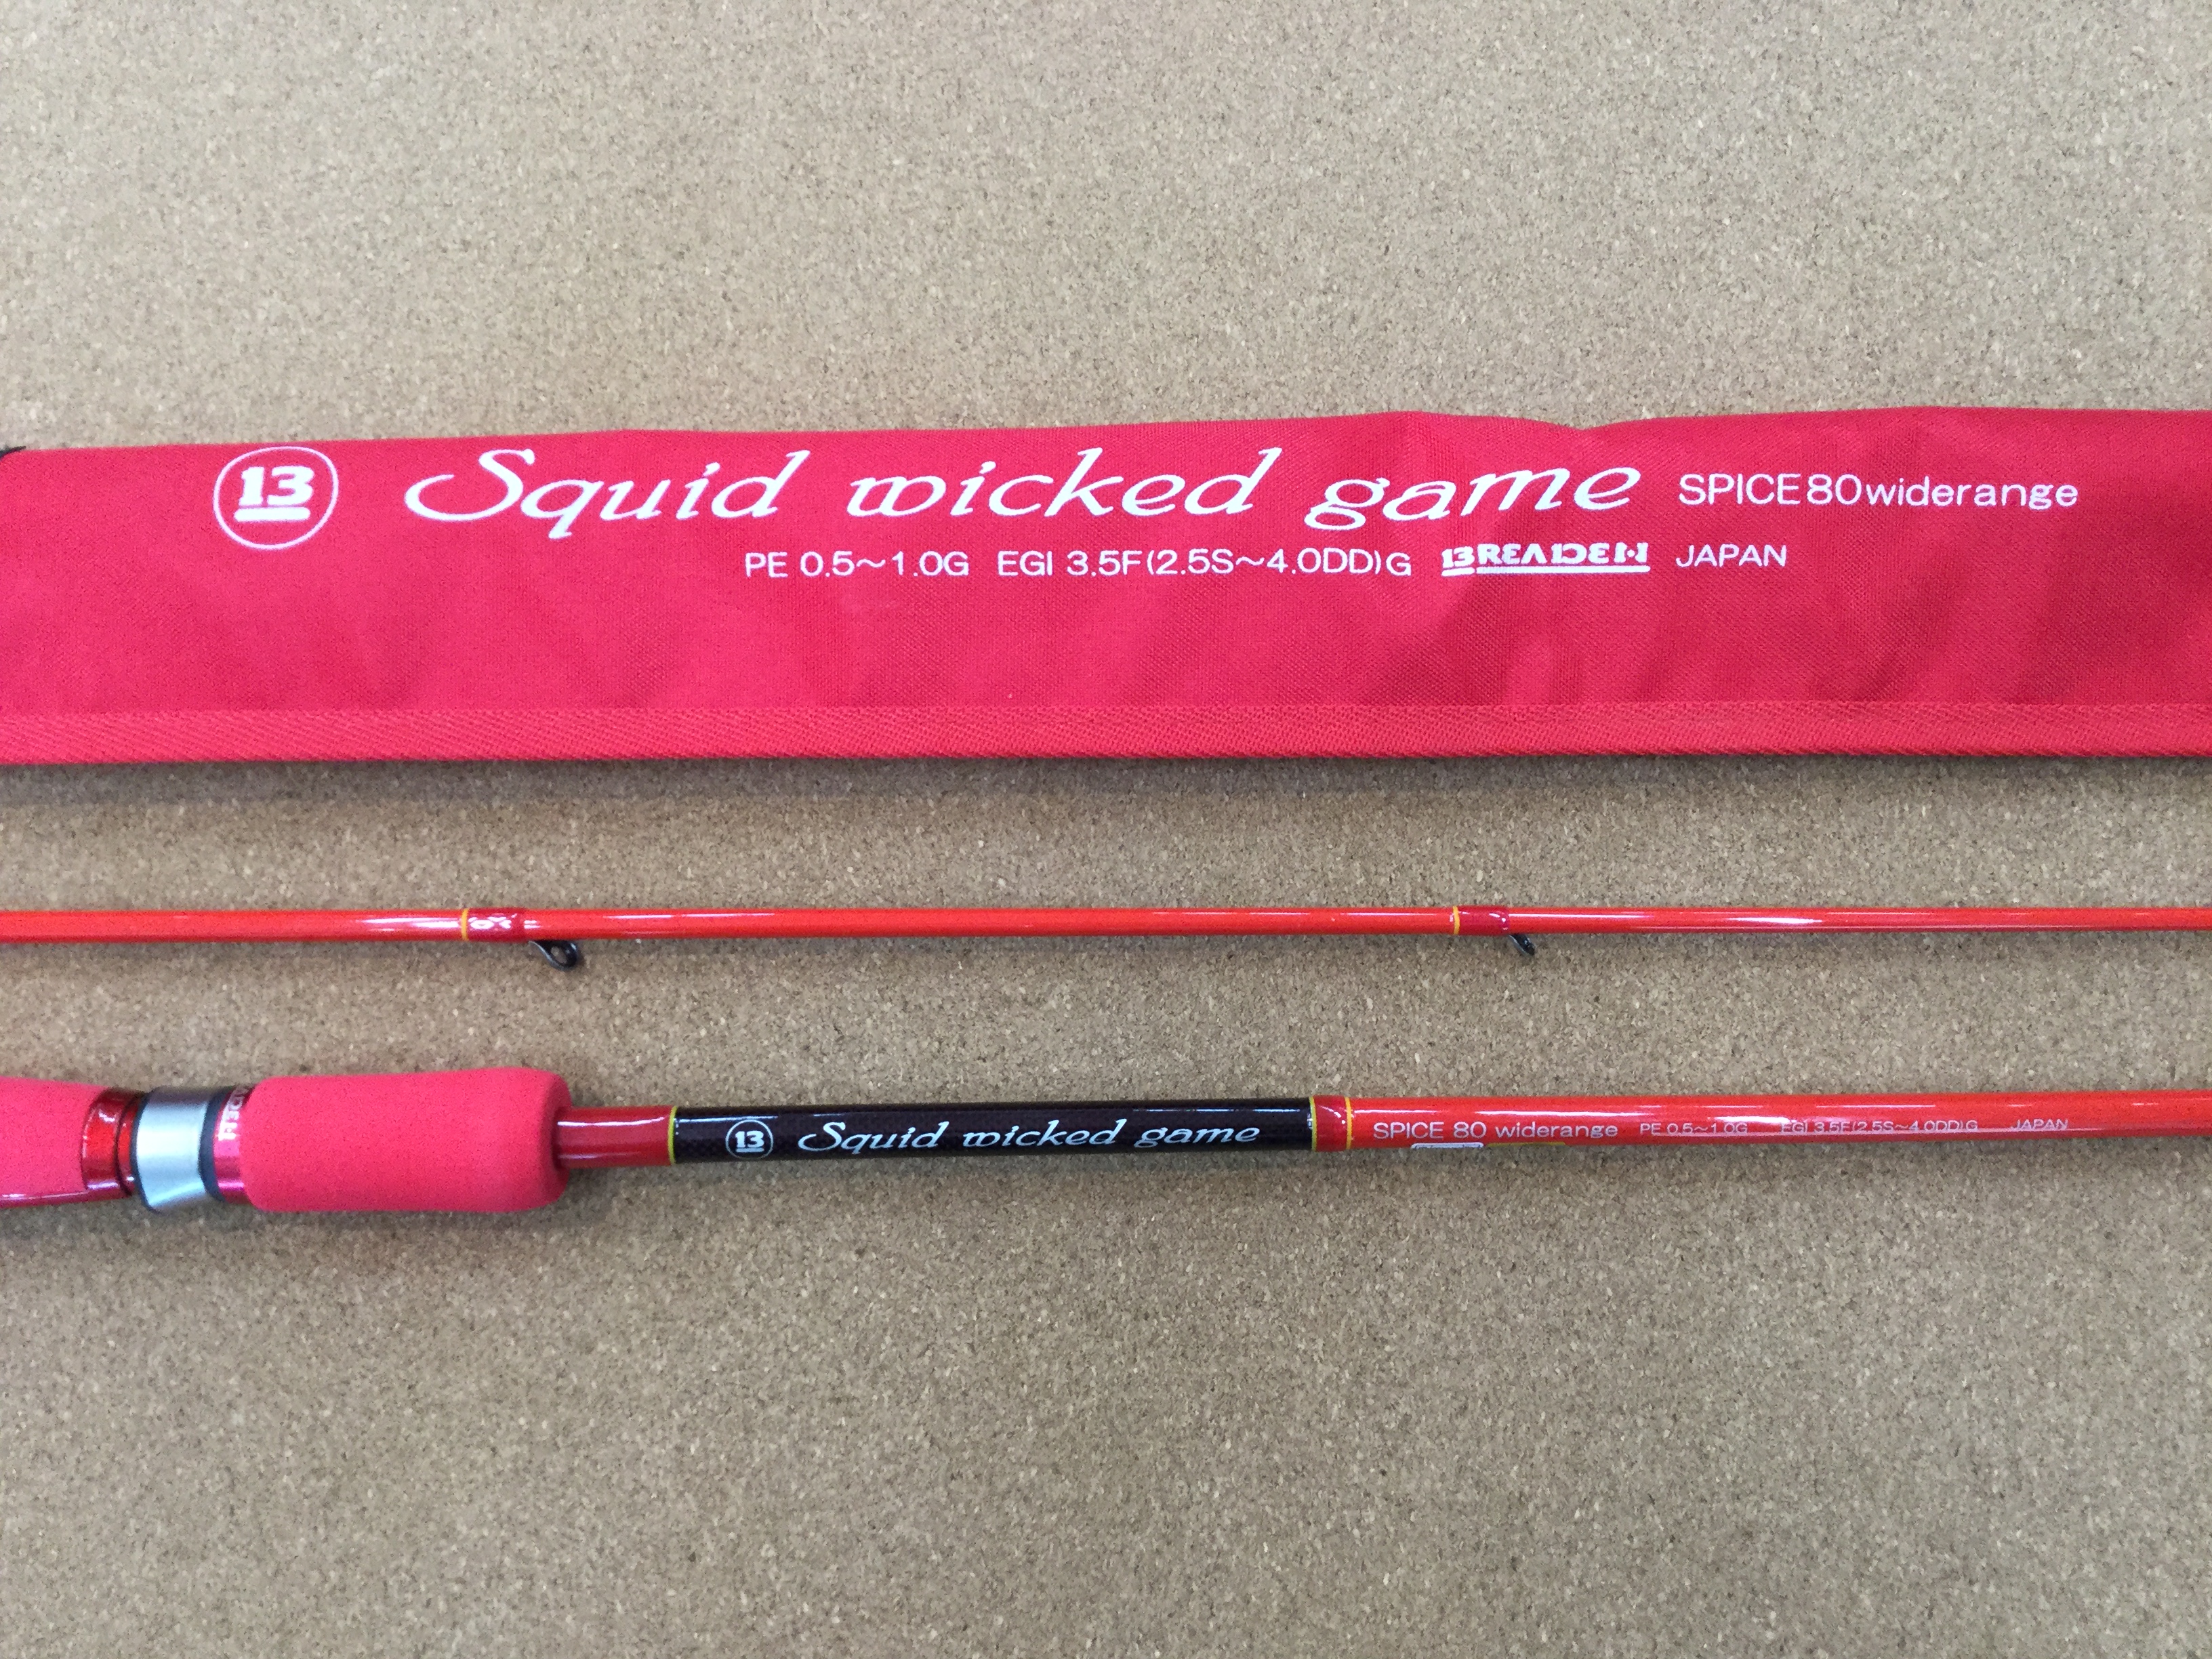 13 Squid wicked game SPICE80widerange
PE 0.5~1.0G EGI 3.5F(2.5S~4.0DD)G BREADEN JAPAN
13 Squid wicked game SPICE 80 widerange PE 0.5~1.0G EGI 3.5F(2.5S~4.0DD)G JAPAN